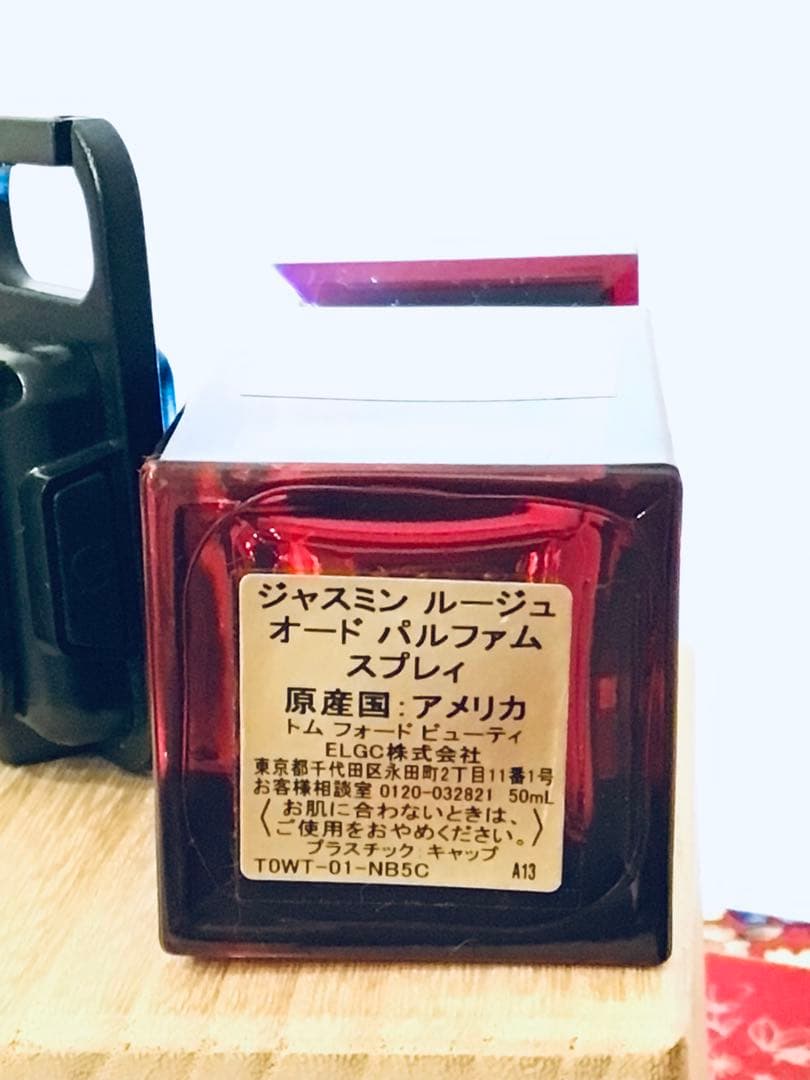 ジャスミン ルージュ
オード パルファム
スプレィ
原産国:アメリカ
トム フォード ビューティ
ELGC株式会社
東京都千代田区永田町2丁目11番1号
お客様相談室 0120-032821 50mL
〈お肌に合わないときは、
ご使用をおやめください。〉
プラスチック キャップ
T0WT-01-NB5C A13